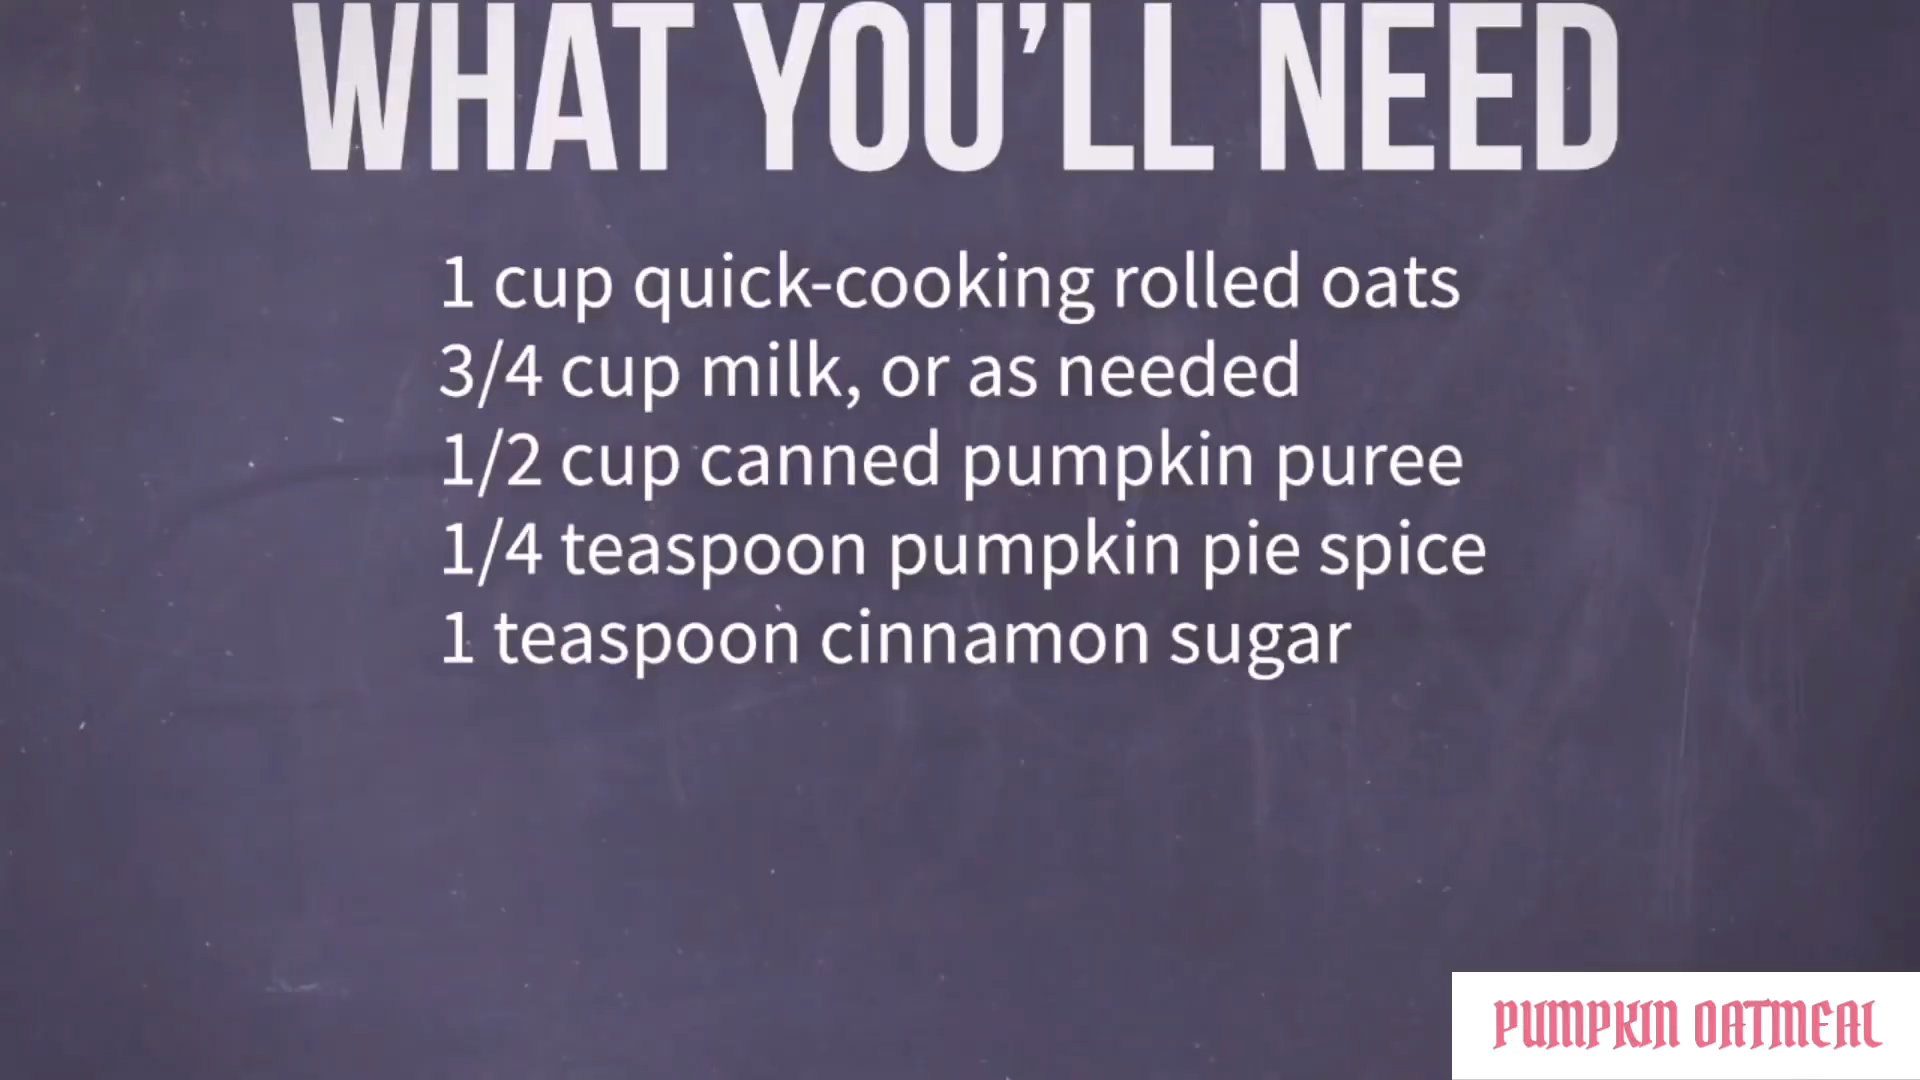 WHAT YOU’LL NEED
1 cup quick-cooking rolled oats
3/4 cup milk, or as needed
1/2 cup canned pumpkin puree
1/4 teaspoon pumpkin pie spice
1 teaspoon cinnamon sugar
PUMPKIN OATMEAL